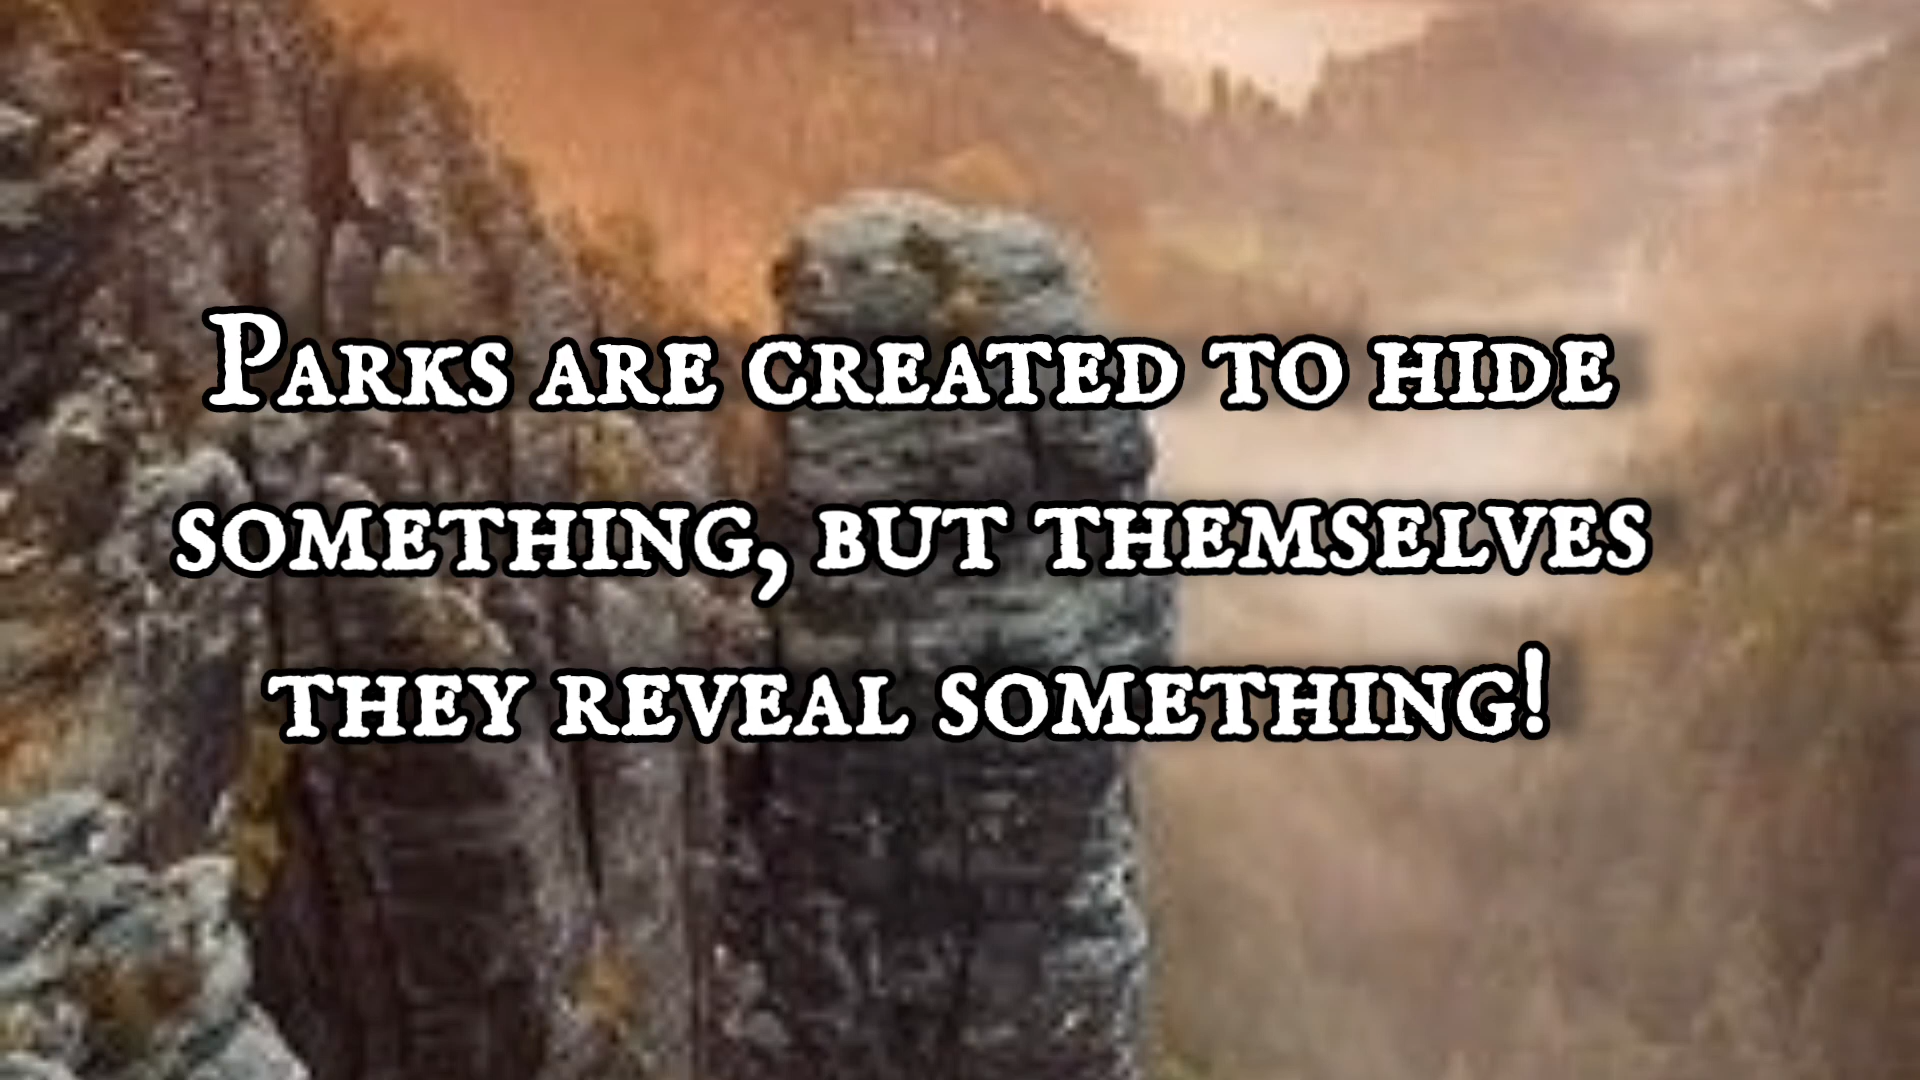 Parks are created to hide
something, but themselves
they reveal something!